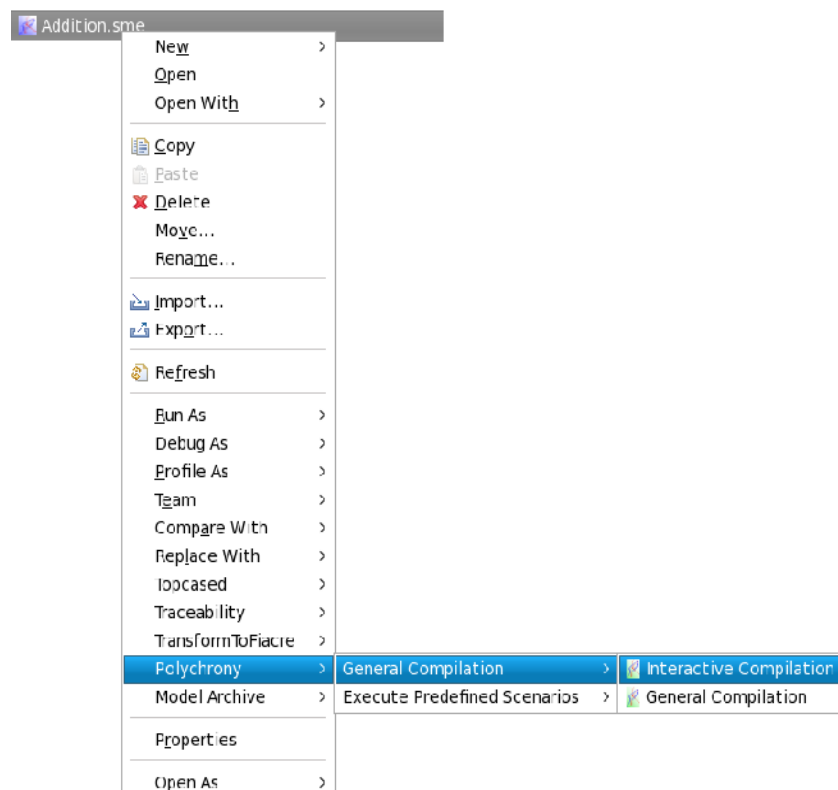 Addition.sme
New
Open
Open With
Copy
Paste
Delete
Move...
Rename...
Import...
Export...
Refresh
Run As
Debug As
Profile As
Team
Compare With
Replace With
Topcased
Traceability
TransformToFiacre
Polychrony General Compilation Interactive Compilation
Model Archive Execute Predefined Scenarios General Compilation
Properties
Open As